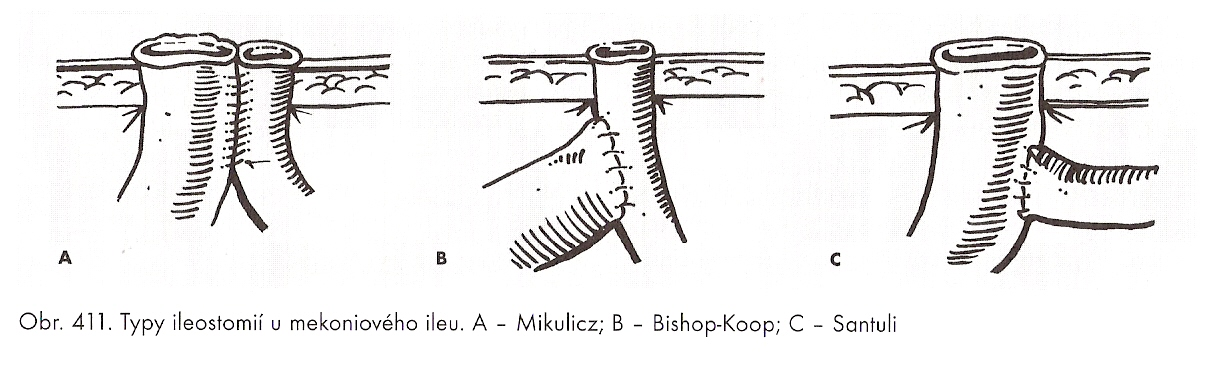 A
B
C
Obr. 411. Typy ileostomií u mekoniového ileu. A – Mikulicz; B – Bishop-Koop; C – Santuli